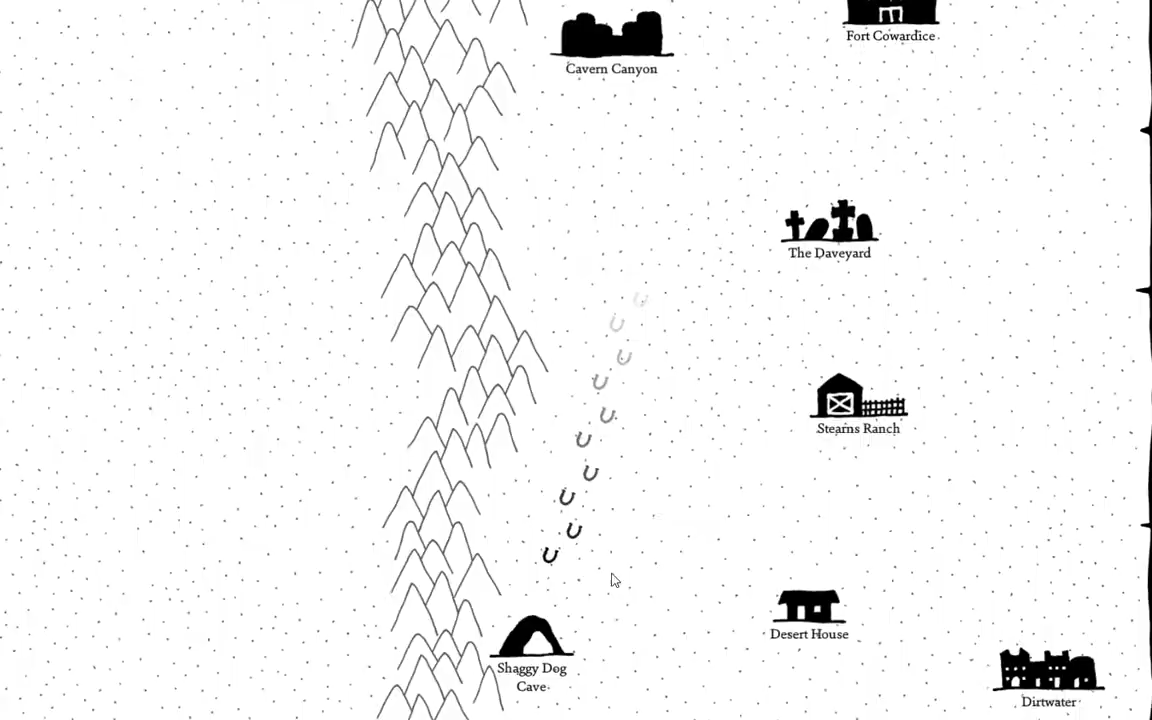 Fort Cowardice
Cavern Canyon
The Daveyard
Stearns Ranch
Desert House
Shaggy Dog
Cave
Dirtwater